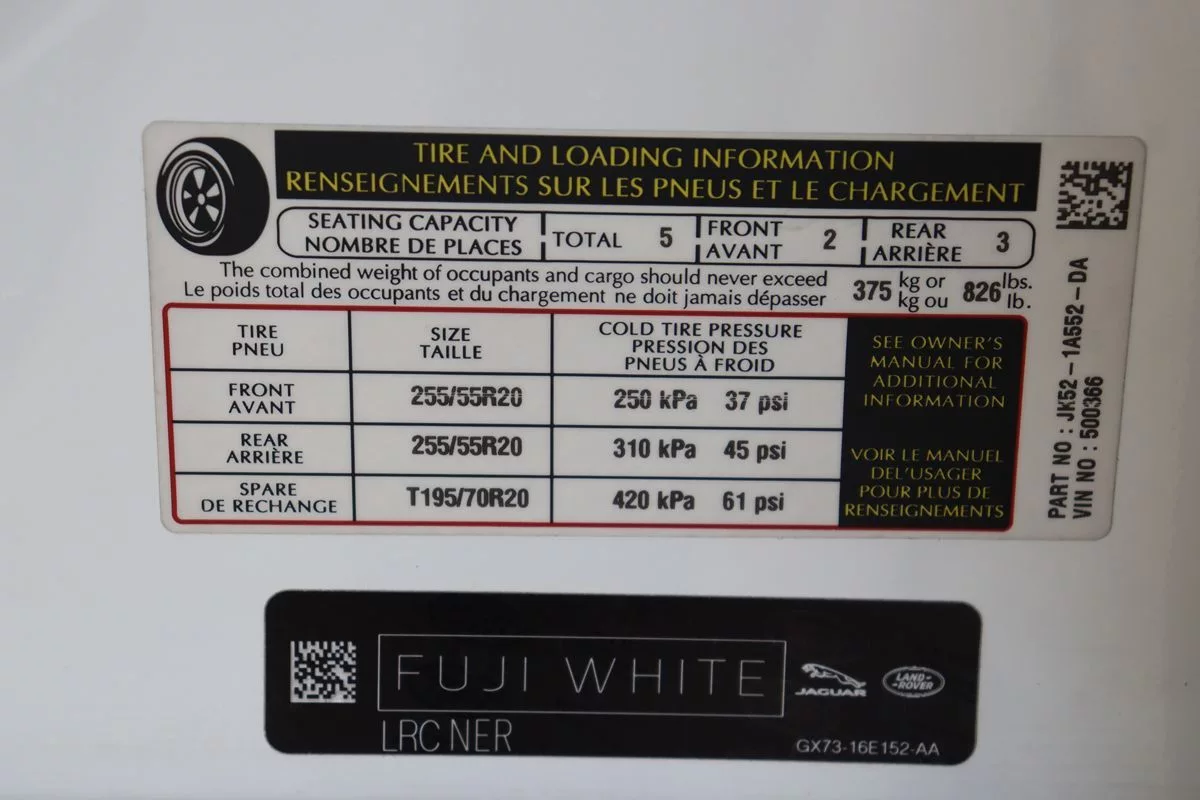 TIRE AND LOADING INFORMATION
RENSEIGNEMENTS SUR LES PNEUS ET LE CHARGEMENT
SEATING CAPACITY
NOMBRE DE PLACES
TOTAL 5
FRONT
AVANT
2
REAR
ARRIÈRE
3
The combined weight of occupants and cargo should never exceed
Le poids total des occupants et du chargement ne doit jamais dépasser
375 kg or
kg ou
826 lbs.
lb.
TIRE
PNEU
SIZE
TAILLE
COLD TIRE PRESSURE
PRESSION DES
PNEUS À FROID
FRONT
AVANT
255/55R20
250 kPa 37 psi
REAR
ARRIÈRE
255/55R20
310 kPa 45 psi
SPARE
DE RECHANGE
T195/70R20
420 kPa 61 psi
SEE OWNER'S
MANUAL FOR
ADDITIONAL
INFORMATION
VOIR LE MANUEL
DEL'USAGER
POUR PLUS DE
RENSEIGNEMENTS
PART NO : JK52-1A552-DA
VIN NO : 500366
FUJI WHITE
LRC NER
JAGUAR
LAND-
-ROVER
GX73-16E152-AA